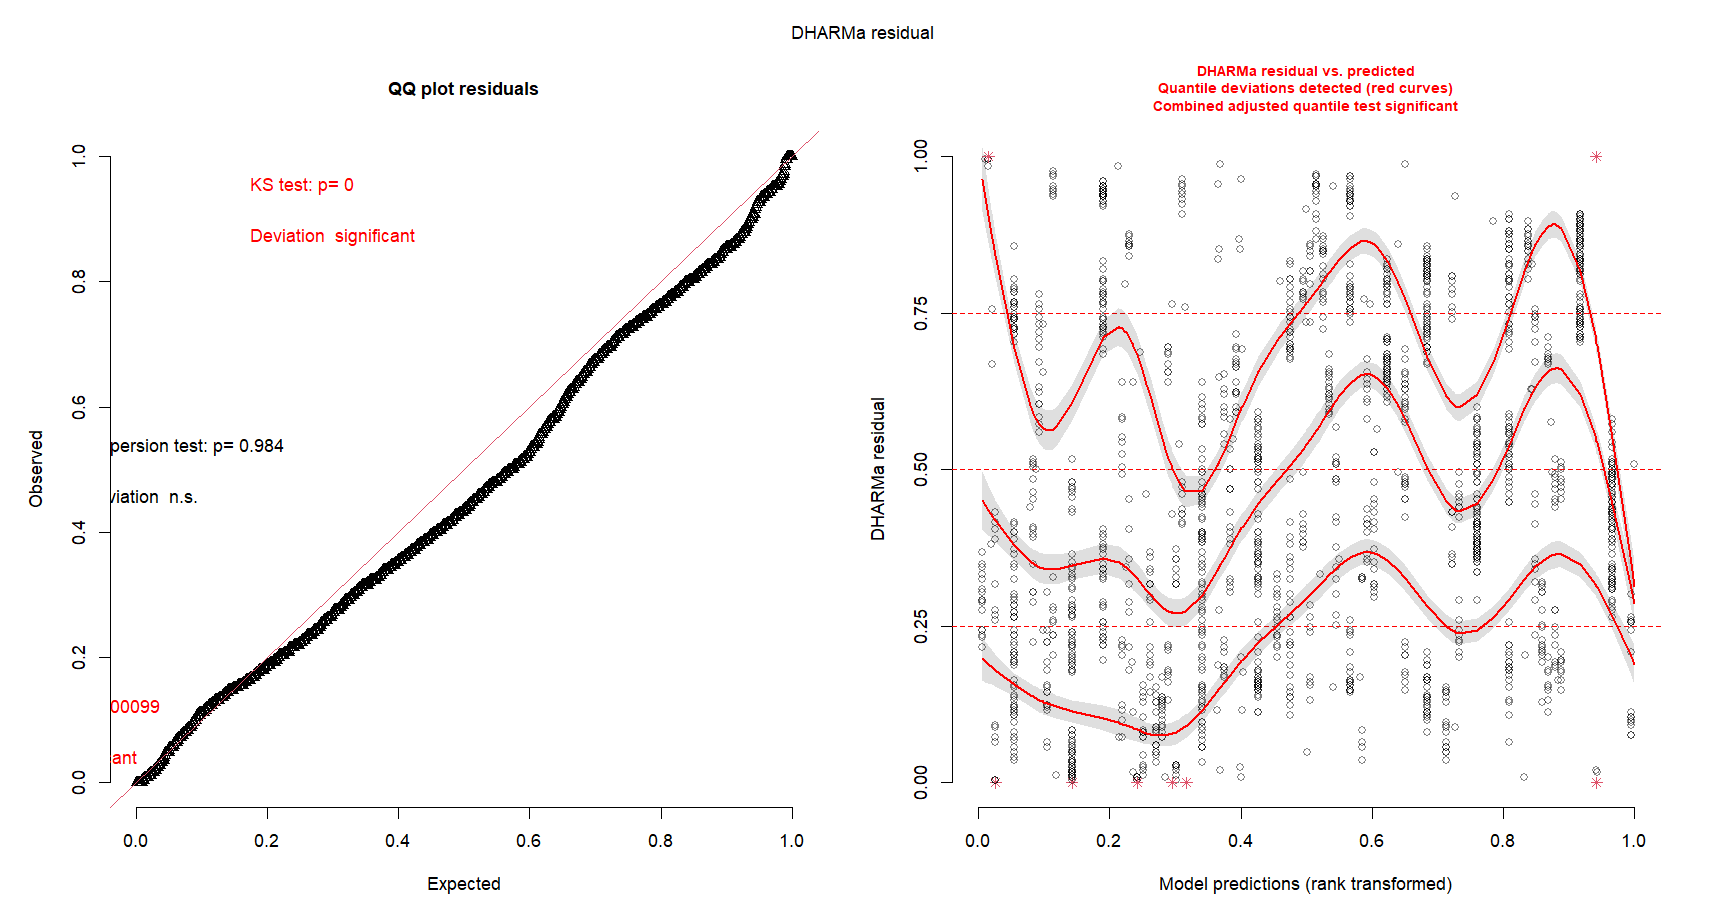 DHARMa residual
QQ plot residuals
KS test: p= 0
Deviation  significant
persion test: p= 0.984
viation  n.s.
00099
ant
Observed
0.0
0.2
0.4
0.6
0.8
1.0
0.0 0.2 0.4 0.6 0.8 1.0
Expected
DHARMa residual vs. predicted
Quantile deviations detected (red curves)
Combined adjusted quantile test significant
DHARMa residual
0.00
0.25
0.50
0.75
1.00
0.0 0.2 0.4 0.6 0.8 1.0
Model predictions (rank transformed)